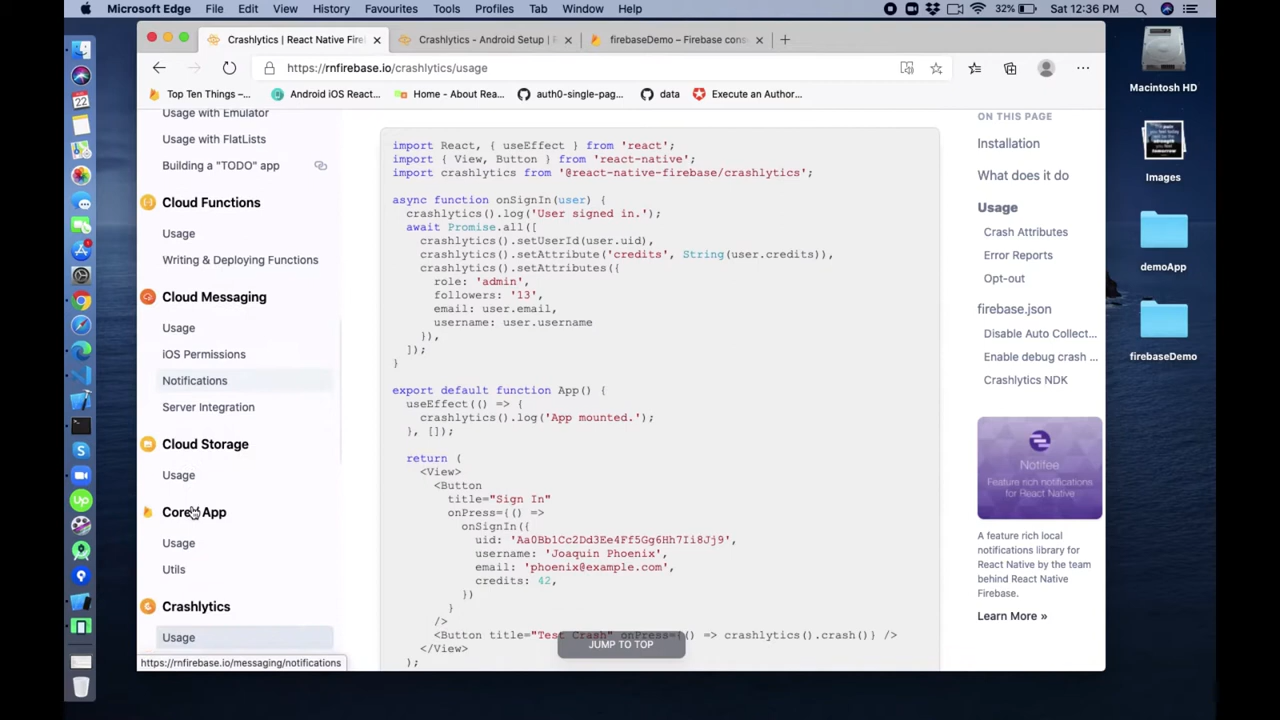 Microsoft Edge File Edit View History Favourites Tools Profiles Tab Window Help 32% Sat 12:36 PM
Crashlytics | React Native Fire
Crashlytics - Android Setup |
firebaseDemo – Firebase cons
https://rnfirebase.io/crashlytics/usage
Top Ten Things –...
Android iOS React...
Home - About Rea...
auth0-single-pag...
data
Execute an Author...
Usage with Emulator
Usage with FlatLists
Building a "TODO" app
Cloud Functions
Usage
Writing & Deploying Functions
Cloud Messaging
Usage
iOS Permissions
Notifications
Server Integration
Cloud Storage
Usage
Core/App
Usage
Utils
Crashlytics
Usage
https://rnfirebase.io/messaging/notifications
import React, { useEffect } from 'react';
import { View, Button } from 'react-native';
import crashlytics from '@react-native-firebase/crashlytics';
async function onSignIn(user) {
crashlytics().log('User signed in.');
await Promise.all([
crashlytics().setUserId(user.uid),
crashlytics().setAttribute('credits', String(user.credits)),
crashlytics().setAttributes({
role: 'admin',
followers: '13',
email: user.email,
username: user.username
}),
]);
}
export default function App() {
useEffect(() => {
crashlytics().log('App mounted.');
}, []);
return (
<View>
<Button
title="Sign In"
onPress={() =>
onSignIn({
uid: 'Aa0Bb1Cc2Dd3Ee4Ff5Gg6Hh7Ii8Jj9',
username: 'Joaquin Phoenix',
email: 'phoenix@example.com',
credits: 42,
})
}
/>
<Button title="Test Crash" onPress={() => crashlytics().crash()} />
</View>
);
JUMP TO TOP
ON THIS PAGE
Installation
What does it do
Usage
Crash Attributes
Error Reports
Opt-out
firebase.json
Disable Auto Collect...
Enable debug crash ...
Crashlytics NDK
Notifee
Feature rich notifications
for React Native
A feature rich local
notifications library for
React Native by the team
behind React Native
Firebase.
Learn More »
Macintosh HD
Images
demoApp
firebaseDemo